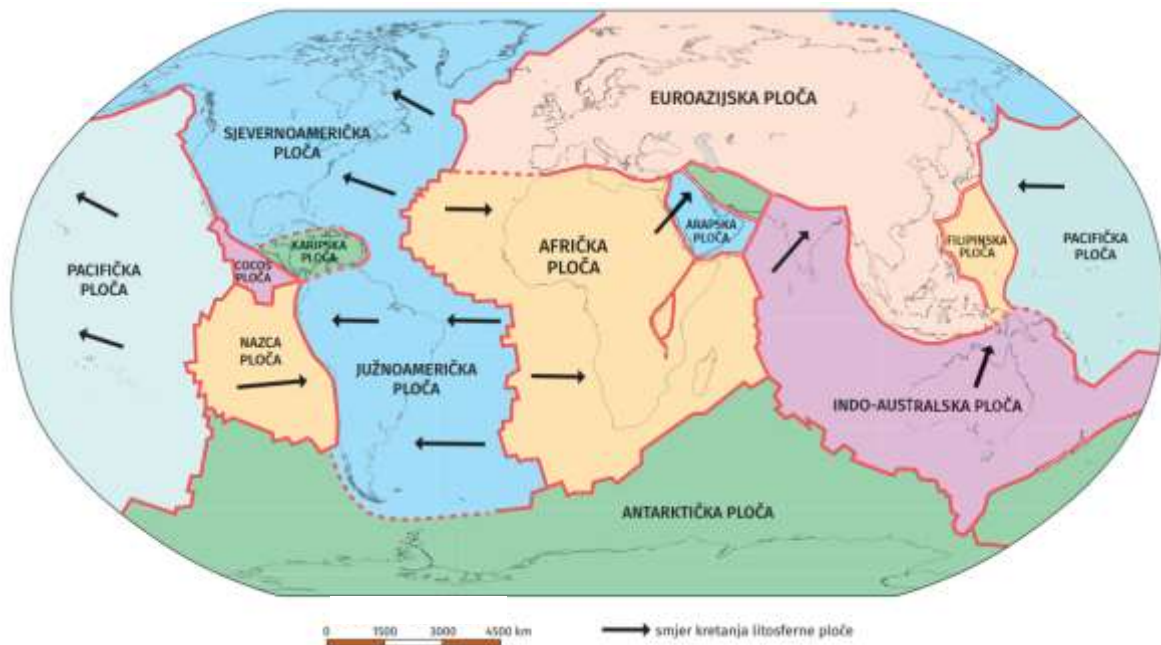 EUROAZIJSKA PLOČA
SJEVERNOAMERIČKA
PLOČA
KARIPSKA
PLOČA
COCOS
PLOČA
AFRIČKA
PLOČA
ARAPSKA
PLOČA
FILIPINSKA
PLOČA
PACIFIČKA
PLOČA
PACIFIČKA
PLOČA
NAZCA
PLOČA
JUŽNOAMERIČKA
PLOČA
INDO-AUSTRALSKA PLOČA
ANTARKTIČKA PLOČA
0 1500 3000 4500 km
smjer kretanja litosferne ploče